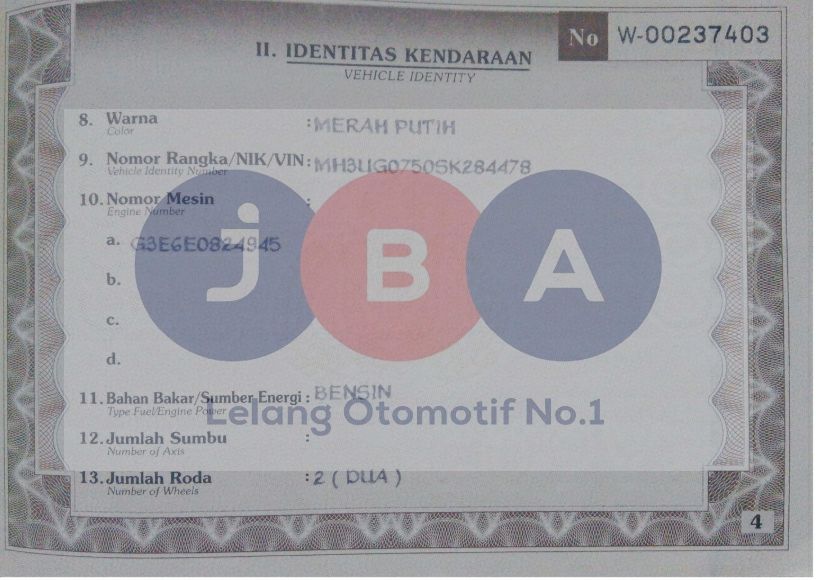 No W-00237403
II. IDENTITAS KENDARAAN
VEHICLE IDENTITY
8. Warna : MERAH PUTIH
Color
9. Nomor Rangka/NIK/VIN : MH3UG0750SK284478
Vehicle Identity Number
10. Nomor Mesin :
Engine Number
a. G3E6E0824945
b.
c.
d.
jBA
11. Bahan Bakar/Sumber Energi : BENSIN
Type Fuel/Engine Power
Lelang Otomotif No.1
12. Jumlah Sumbu :
Number of Axis
13. Jumlah Roda : 2 ( DUA )
Number of Wheels
4